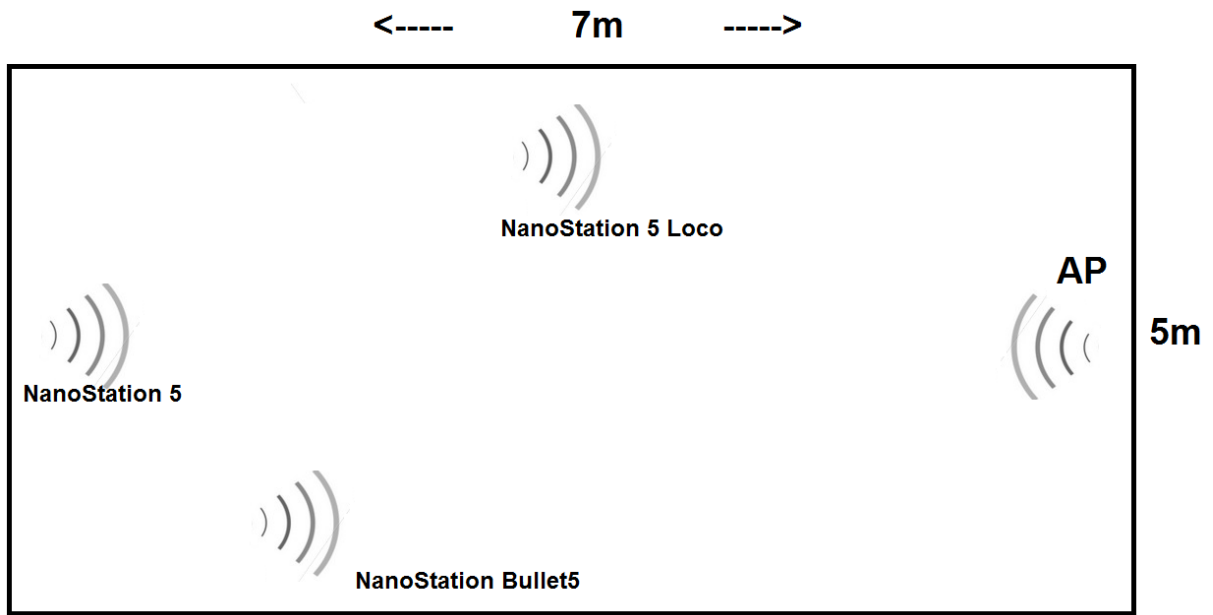 <----- 7m ----->
NanoStation 5 Loco
AP
5m
NanoStation 5
NanoStation Bullet5